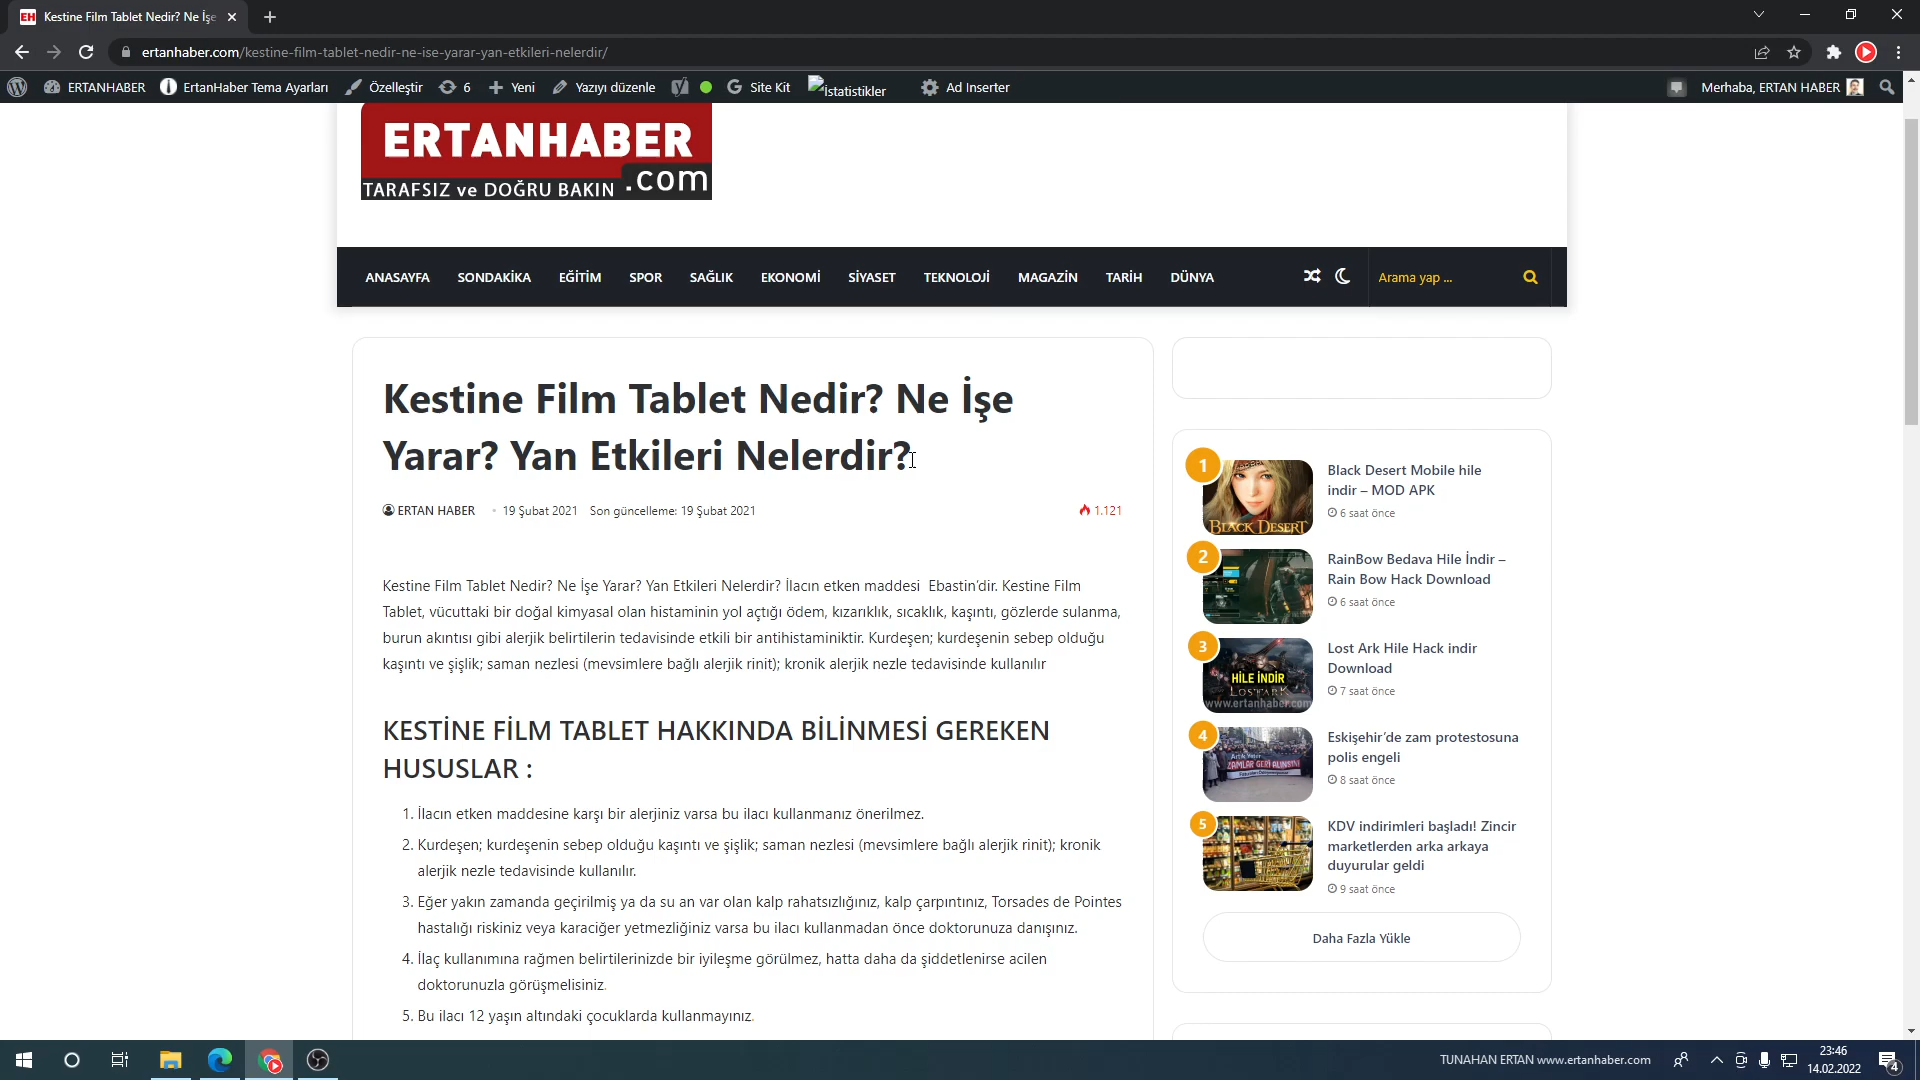 Kestine Film Tablet Nedir? Ne İşe
ertanhaber.com/kestine-film-tablet-nedir-ne-ise-yarar-yan-etkileri-nelerdir/
ERTANHABER
ErtanHaber Tema Ayarları
Özelleştir
6
Yeni
Yazıyı düzenle
Site Kit
İstatistikler
Ad Inserter
Merhaba, ERTAN HABER
ERTANHABER
.com
TARAFSIZ ve DOĞRU BAKIN
ANASAYFA
SONDAKİKA
EĞİTİM
SPOR
SAĞLIK
EKONOMİ
SİYASET
TEKNOLOJİ
MAGAZİN
TARİH
DÜNYA
Arama yap ...
Kestine Film Tablet Nedir? Ne İşe
Yarar? Yan Etkileri Nelerdir?
ERTAN HABER
19 Şubat 2021
Son güncelleme: 19 Şubat 2021
1.121
Kestine Film Tablet Nedir? Ne İşe Yarar? Yan Etkileri Nelerdir? İlacın etken maddesi  Ebastin’dir. Kestine Film
Tablet, vücuttaki bir doğal kimyasal olan histaminin yol açtığı ödem, kızarıklık, sıcaklık, kaşıntı, gözlerde sulanma,
burun akıntısı gibi alerjik belirtilerin tedavisinde etkili bir antihistaminiktir. Kurdeşen; kurdeşenin sebep olduğu
kaşıntı ve şişlik; saman nezlesi (mevsimlere bağlı alerjik rinit); kronik alerjik nezle tedavisinde kullanılır
KESTİNE FİLM TABLET HAKKINDA BİLİNMESİ GEREKEN
HUSUSLAR :
1. İlacın etken maddesine karşı bir alerjiniz varsa bu ilacı kullanmanız önerilmez.
2. Kurdeşen; kurdeşenin sebep olduğu kaşıntı ve şişlik; saman nezlesi (mevsimlere bağlı alerjik rinit); kronik
alerjik nezle tedavisinde kullanılır.
3. Eğer yakın zamanda geçirilmiş ya da su an var olan kalp rahatsızlığınız, kalp çarpıntınız, Torsades de Pointes
hastalığı riskiniz veya karaciğer yetmezliğiniz varsa bu ilacı kullanmadan önce doktorunuza danışınız.
4. İlaç kullanımına rağmen belirtilerinizde bir iyileşme görülmez, hatta daha da şiddetlenirse acilen
doktorunuzla görüşmelisiniz.
5. Bu ilacı 12 yaşın altındaki çocuklarda kullanmayınız.
1
BLACK DESERT
Black Desert Mobile hile
indir – MOD APK
6 saat önce
2
RainBow Bedava Hile İndir –
Rain Bow Hack Download
6 saat önce
3
HİLE İNDİR
LOST ARK
www.ertanhaber.com
Lost Ark Hile Hack indir
Download
7 saat önce
4
Artık Yeter
ZAMLAR GERİ ALINSIN!
Eskişehir’de zam protestosuna
polis engeli
8 saat önce
5
KDV indirimleri başladı! Zincir
marketlerden arka arkaya
duyurular geldi
9 saat önce
Daha Fazla Yükle
TUNAHAN ERTAN www.ertanhaber.com
23:46
14.02.2022
4